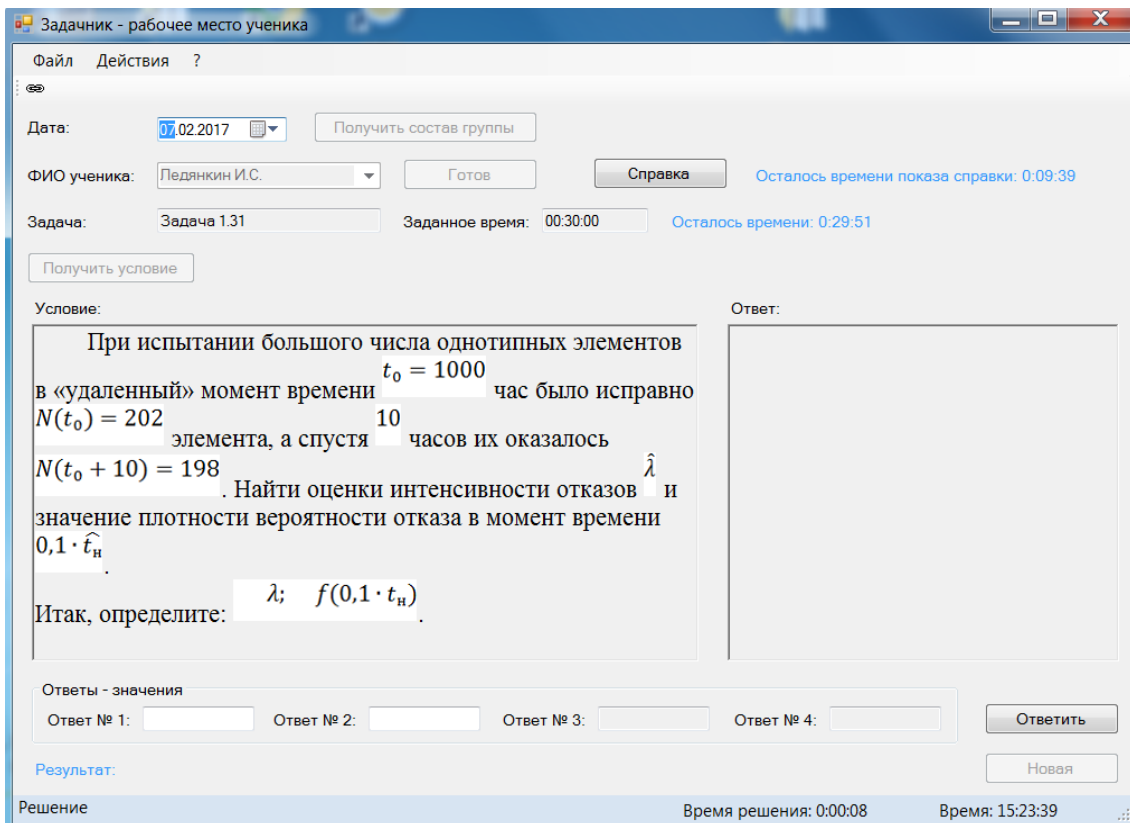 Задачник - рабочее место ученика
Файл Действия ?
Дата: 07.02.2017 Получить состав группы
ФИО ученика: Ледянкин И.С. Готов Справка Осталось времени показа справки: 0:09:39
Задача: Задача 1.31 Заданное время: 00:30:00 Осталось времени: 0:29:51
Получить условие
Условие: Ответ:
При испытании большого числа однотипных элементов
в «удаленный» момент времени t₀ = 1000 час было исправно
N(t₀) = 202 элемента, а спустя 10 часов их оказалось
N(t₀ + 10) = 198. Найти оценки интенсивности отказов λ̂ и
значение плотности вероятности отказа в момент времени
0,1 · t̂н.
Итак, определите: λ; f(0,1 · tн).
Ответы - значения
Ответ № 1: Ответ № 2: Ответ № 3: Ответ № 4: Ответить
Результат: Новая
Решение Время решения: 0:00:08 Время: 15:23:39